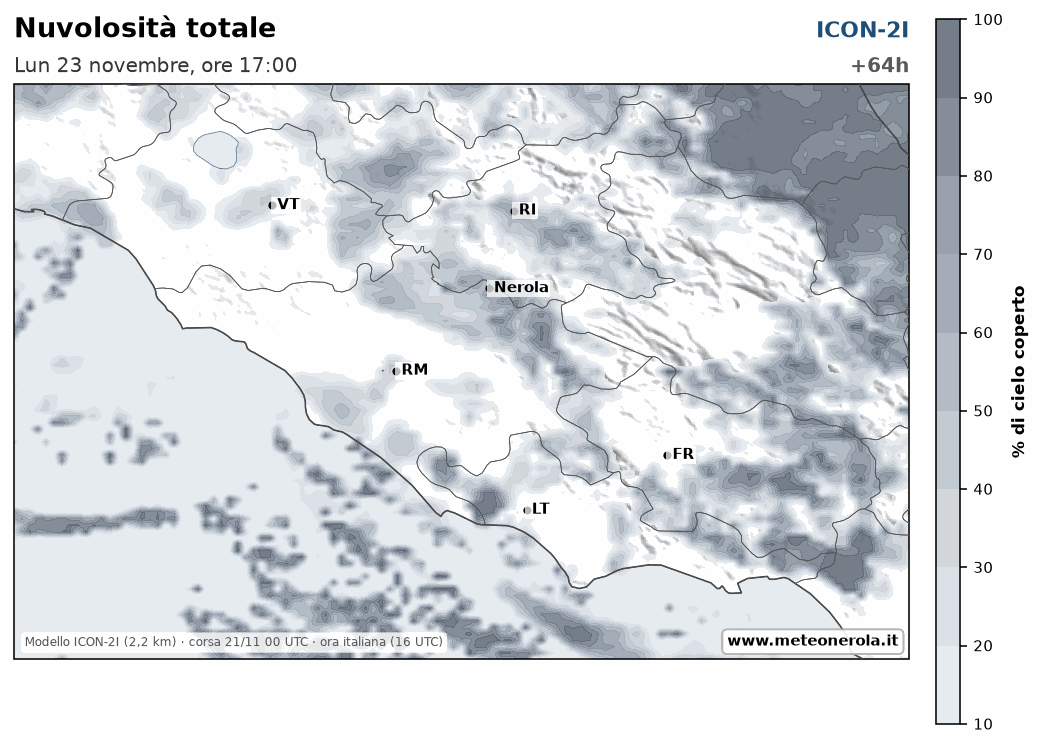 Nuvolosità totale
ICON-2I
Lun 23 novembre, ore 17:00
+64h
VT
RI
Nerola
RM
FR
LT
Modello ICON-2I (2,2 km) · corsa 21/11 00 UTC · ora italiana (16 UTC)
www.meteonerola.it
100
90
80
70
60
50
40
30
20
10
% di cielo coperto